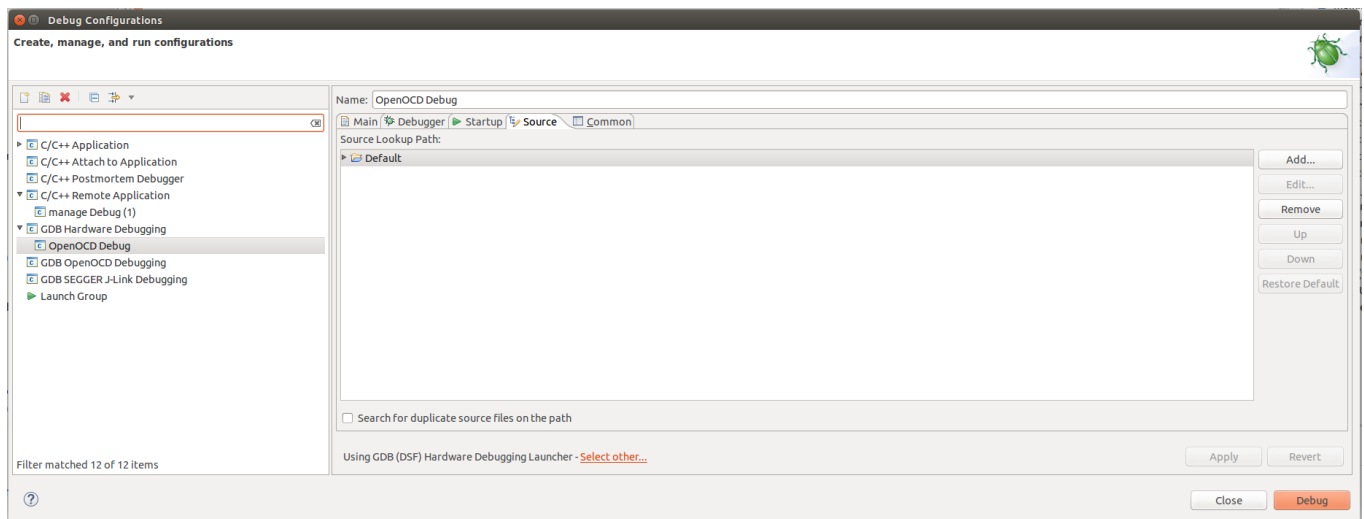 Debug Configurations
Create, manage, and run configurations
Name: OpenOCD Debug
Main Debugger Startup Source Common
Source Lookup Path:
Default
C/C++ Application
C/C++ Attach to Application
C/C++ Postmortem Debugger
C/C++ Remote Application
manage Debug (1)
GDB Hardware Debugging
OpenOCD Debug
GDB OpenOCD Debugging
GDB SEGGER J-Link Debugging
Launch Group
Add...
Edit...
Remove
Up
Down
Restore Default
Search for duplicate source files on the path
Filter matched 12 of 12 items
Using GDB (DSF) Hardware Debugging Launcher - Select other...
Apply Revert
Close Debug